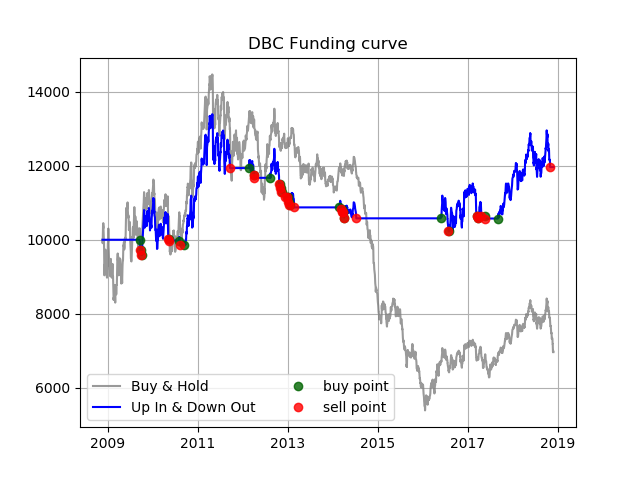 DBC Funding curve
14000
12000
10000
8000
6000
Buy & Hold
Up In & Down Out
buy point
sell point
2009 2011 2013 2015 2017 2019